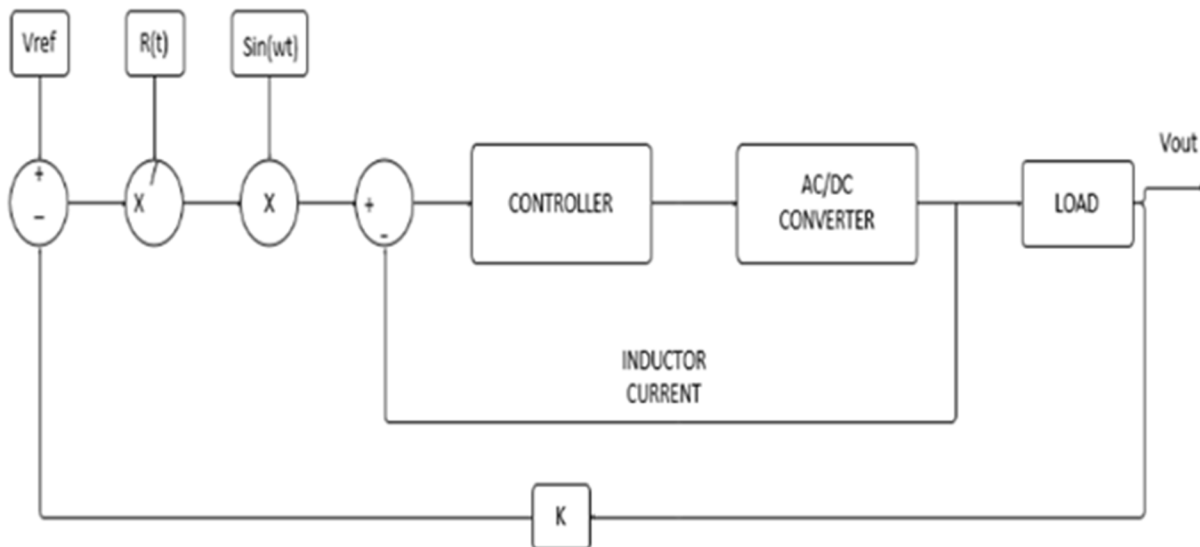 Vref
R(t)
Sin(wt)
Vout
+
−
X
X
+
-
CONTROLLER
AC/DC
CONVERTER
LOAD
INDUCTOR
CURRENT
K